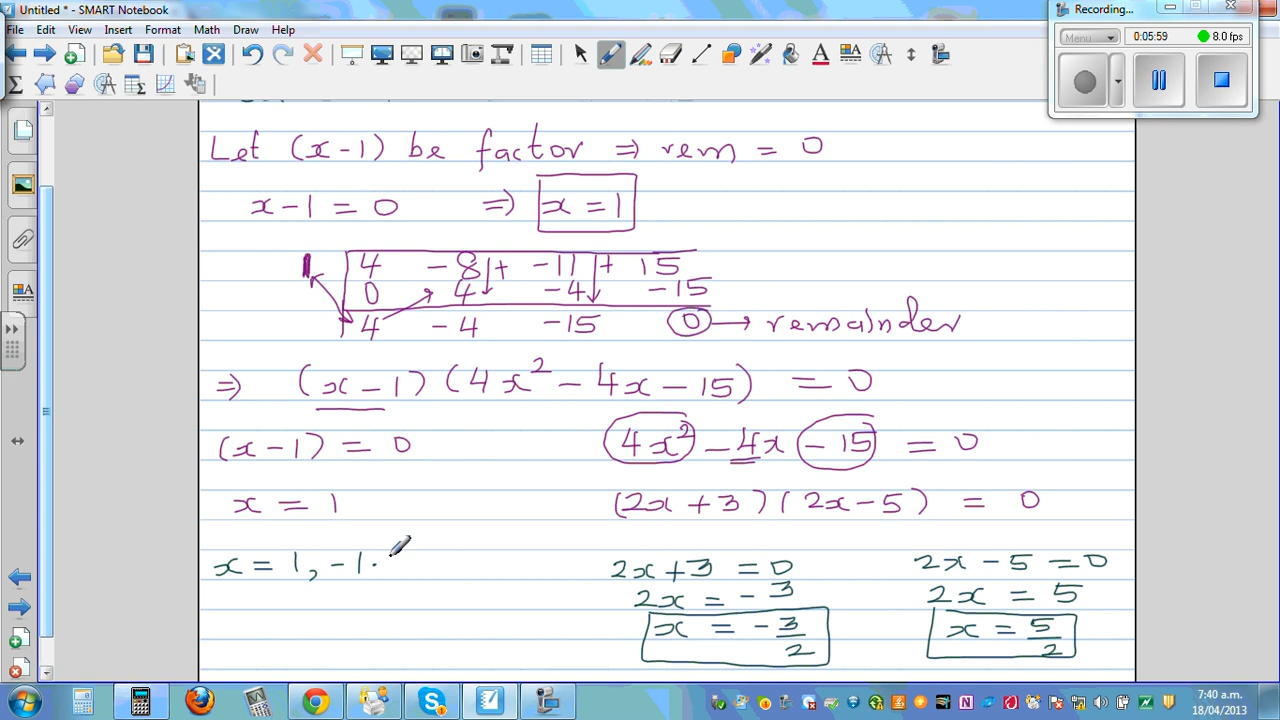 Untitled * - SMART Notebook
File Edit View Insert Format Math Draw Help
Recording...
Menu 0:05:59 8.0 fps
Let (x-1) be factor ⇒ rem = 0
x-1 = 0 ⇒ x = 1
1 4 -8 + -11 + 15
0 4 -4 -15
4 -4 -15 0 → remainder
⇒ (x-1)(4x² - 4x - 15) = 0
(x-1) = 0 4x² - 4x - 15 = 0
x = 1 (2x+3)(2x-5) = 0
x = 1, -1. 2x+3 = 0 2x - 5 = 0
2x = -3 2x = 5
x = -3/2 x = 5/2
7:40 a.m.
18/04/2013